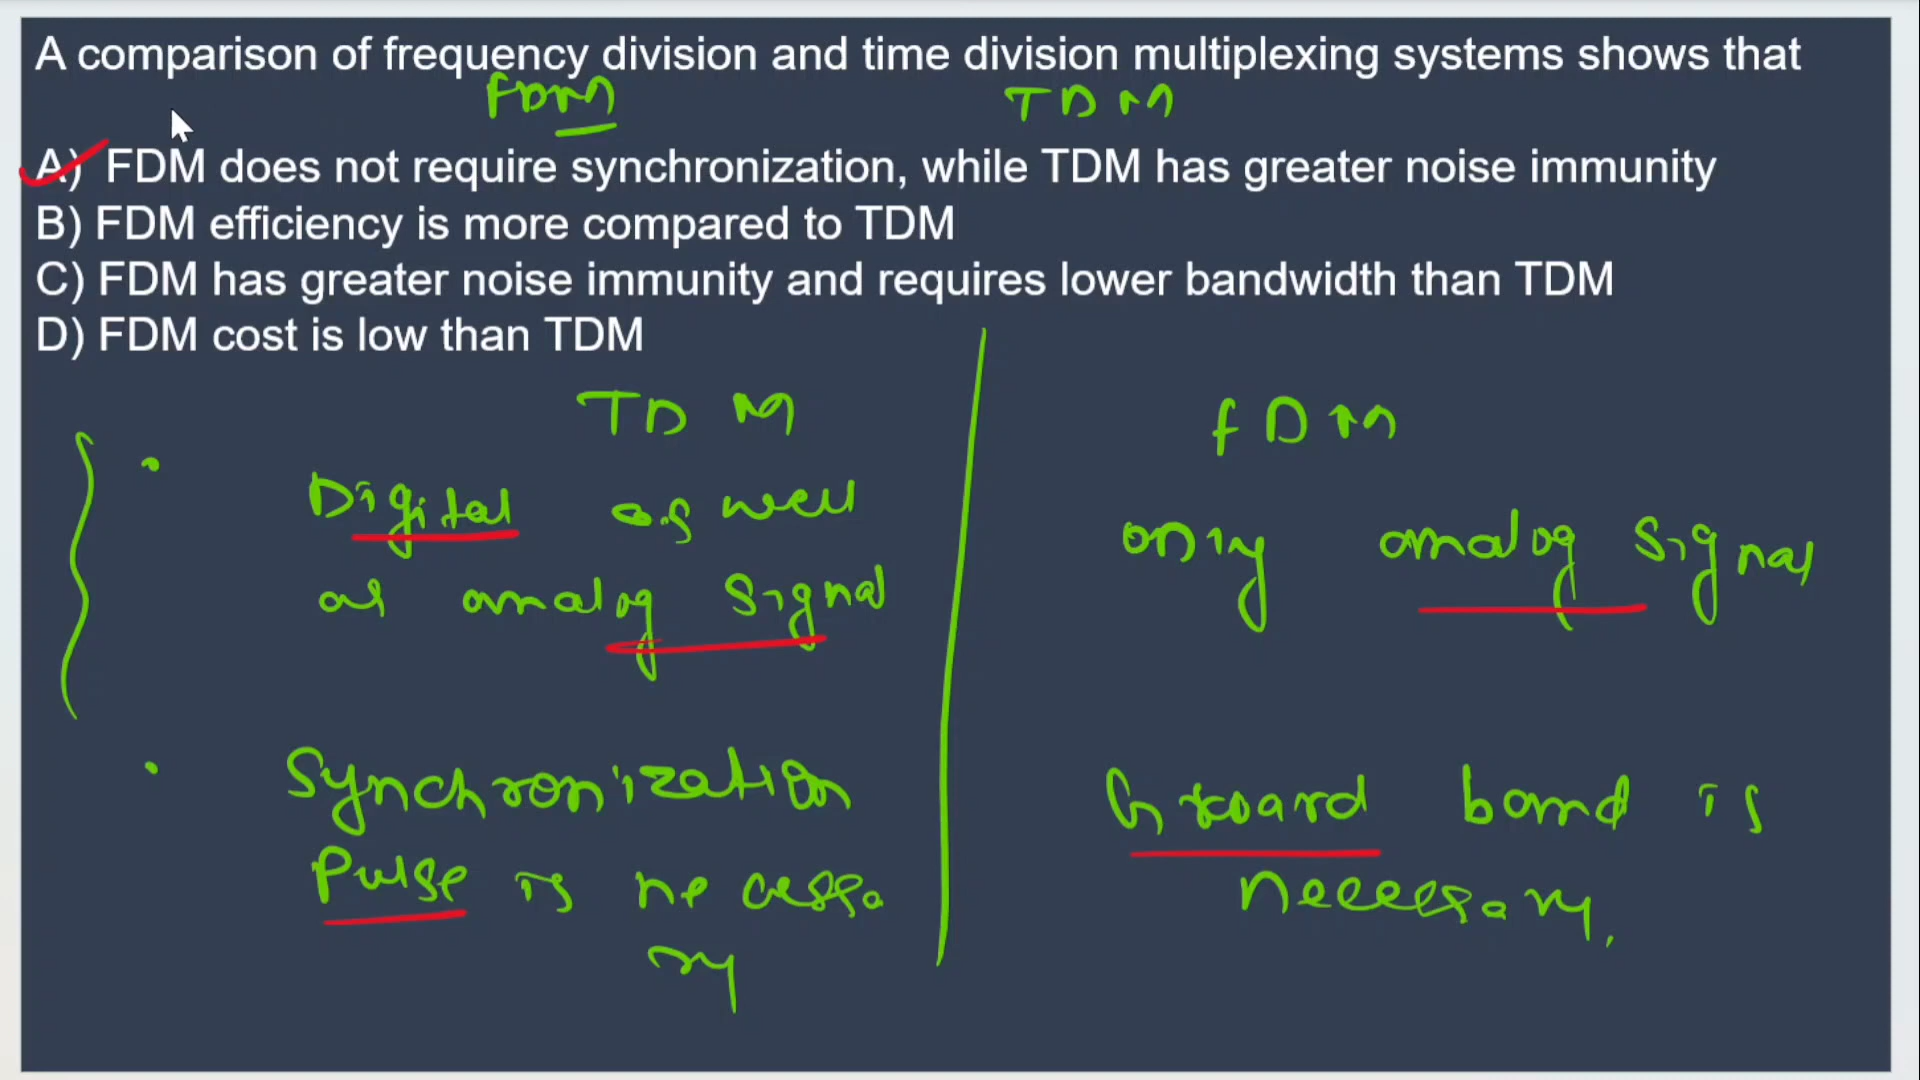 A comparison of frequency division and time division multiplexing systems shows that
FDM TDM
A) FDM does not require synchronization, while TDM has greater noise immunity
B) FDM efficiency is more compared to TDM
C) FDM has greater noise immunity and requires lower bandwidth than TDM
D) FDM cost is low than TDM
TDM
Digital as well
as analog signal
Synchronization
Pulse is necessa
ry
fDM
only analog signal
Guard band is
necessary.